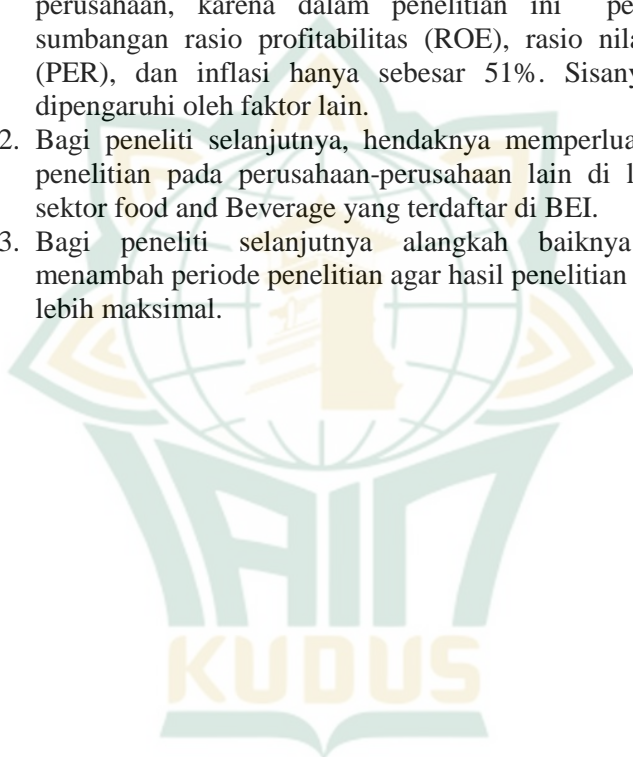 perusahaan, karena dalam penelitian ini
sumbangan rasio profitabilitas (ROE), rasio
(PER), dan inflasi hanya sebesar 51%.
dipengaruhi oleh faktor lain.
2. Bagi peneliti selanjutnya, hendaknya
penelitian pada perusahaan-perusahaan lain di
sektor food and Beverage yang terdaftar di BEI.
3. Bagi peneliti selanjutnya alangkah baiknya
menambah periode penelitian agar hasil penelitian
lebih maksimal.
IAIN
KUDUS